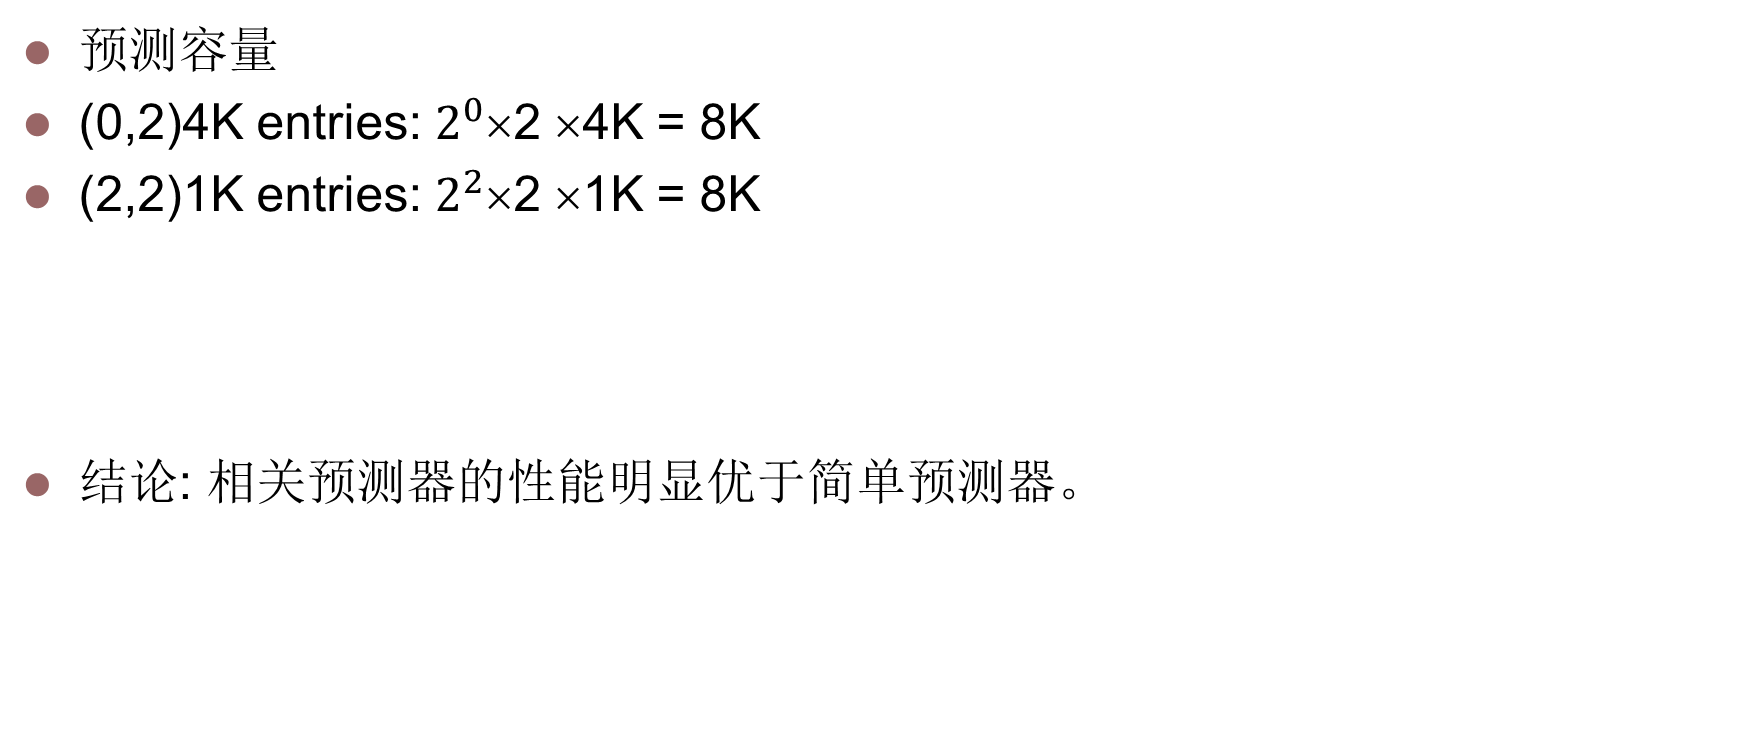 ● 预测容量
● (0,2)4K entries: 2⁰×2 ×4K = 8K
● (2,2)1K entries: 2²×2 ×1K = 8K
● 结论: 相关预测器的性能明显优于简单预测器。